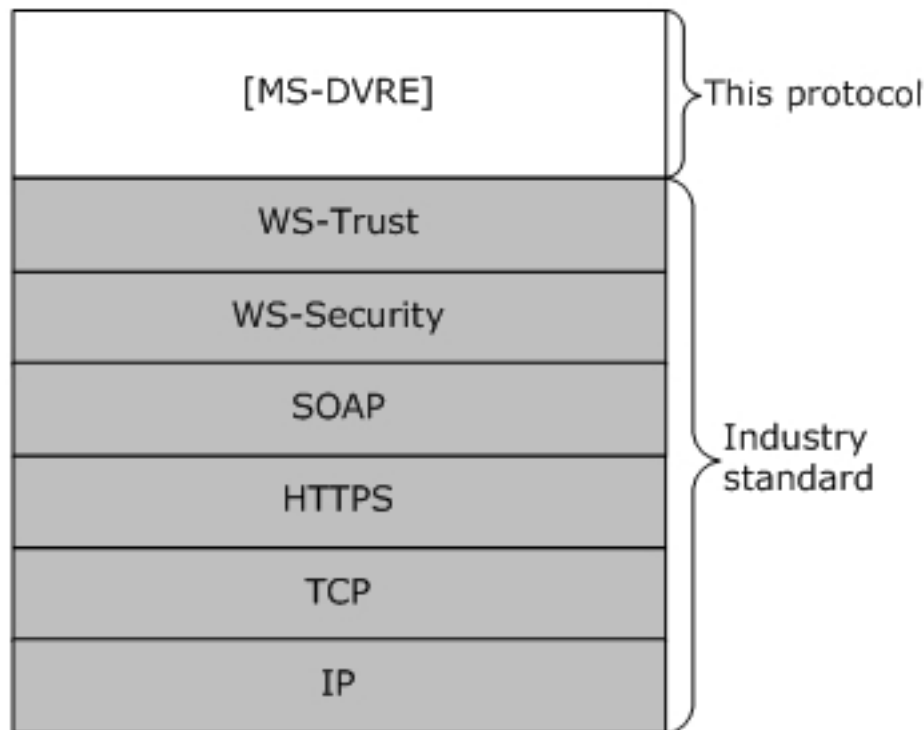 [MS-DVRE]
This protocol
WS-Trust
WS-Security
SOAP
HTTPS
TCP
IP
Industry
standard